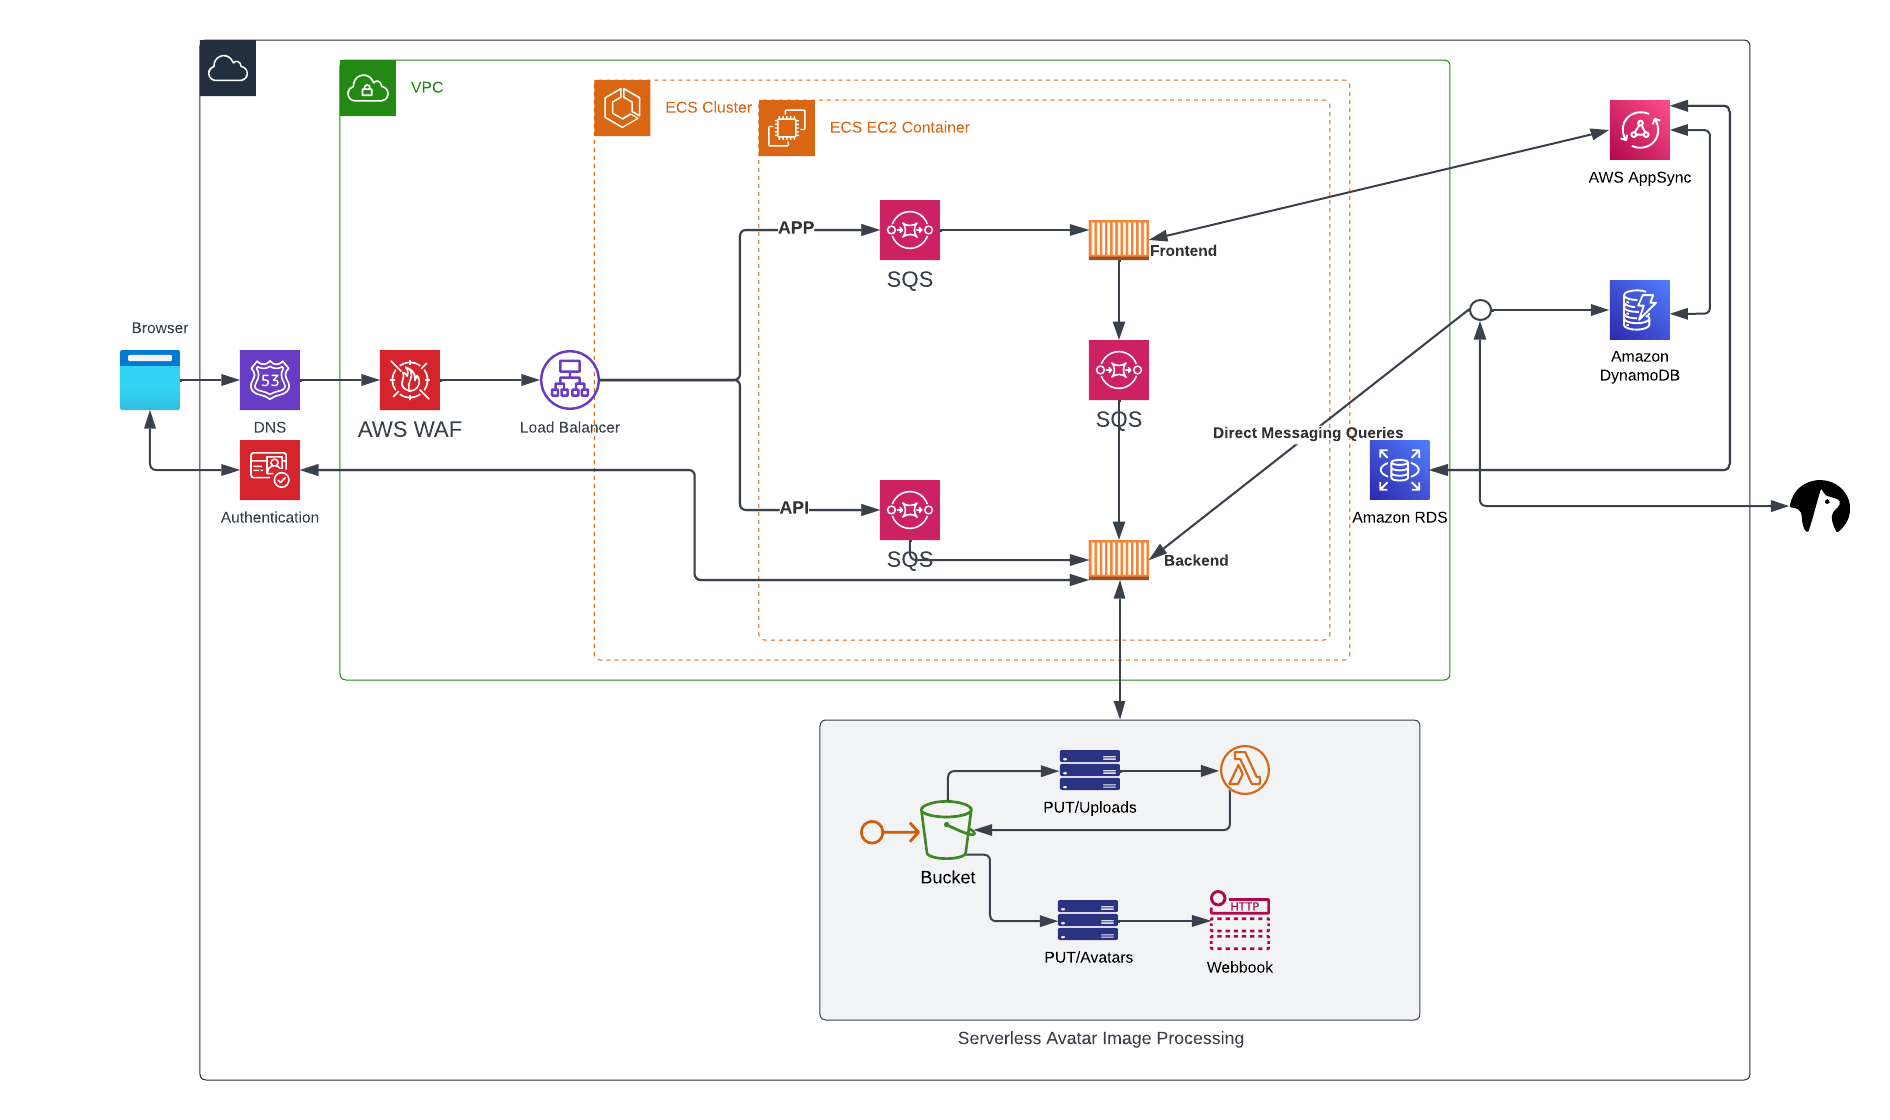 VPC
ECS Cluster
ECS EC2 Container
AWS AppSync
APP
SQS
Frontend
Browser
53
DNS
AWS WAF
Load Balancer
SQS
Amazon
DynamoDB
Direct Messaging Queries
Authentication
API
SQS
Amazon RDS
Backend
PUT/Uploads
Bucket
HTTP
PUT/Avatars
Webbook
Serverless Avatar Image Processing